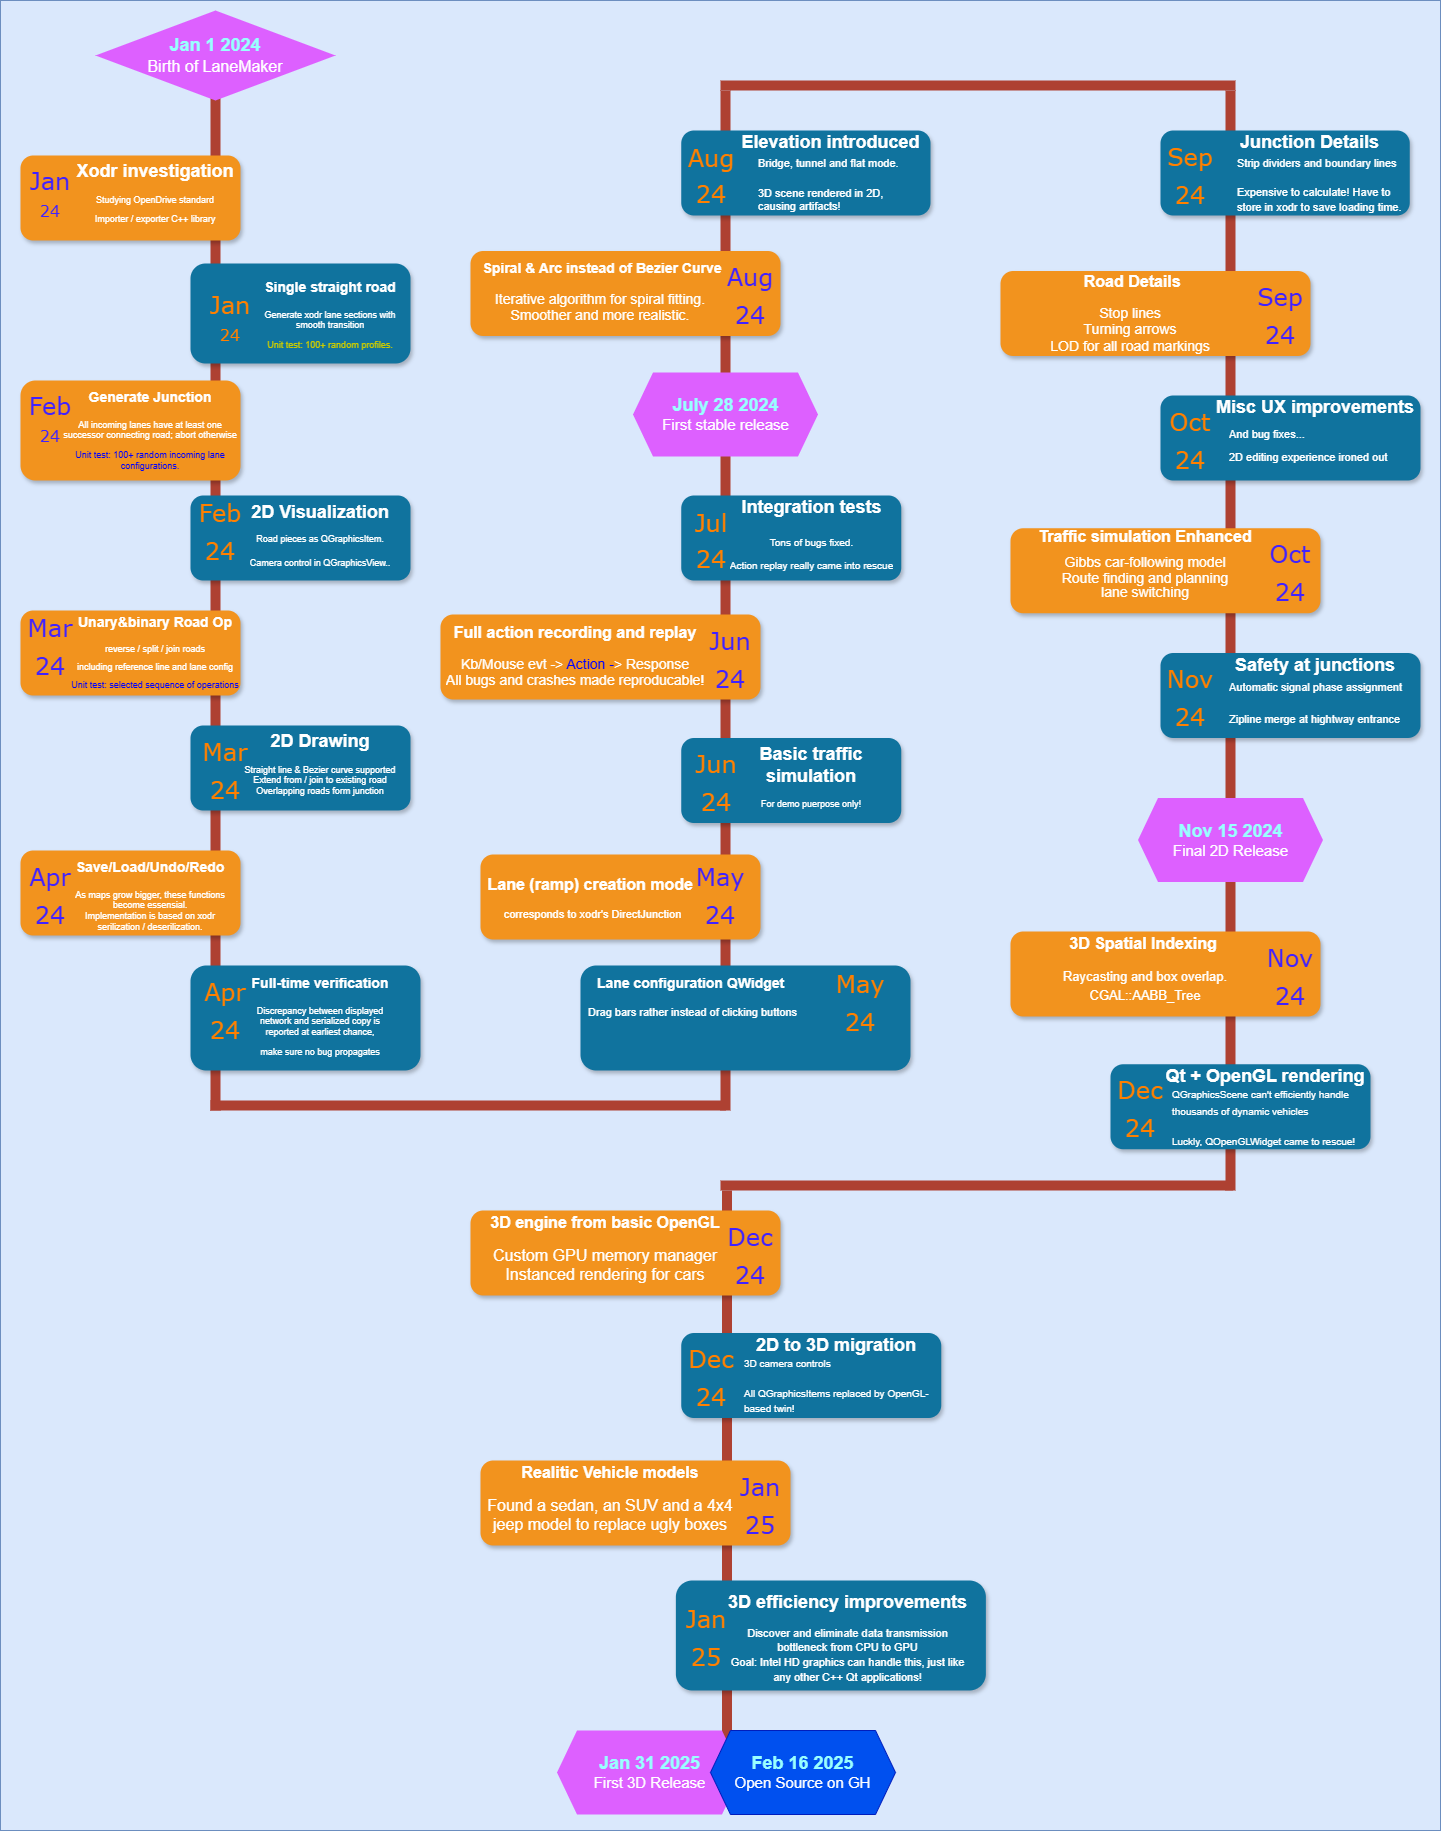 Jan 1 2024
Birth of LaneMaker
Jan
24
Xodr investigation
Studying OpenDrive standard
Importer / exporter C++ library
Jan
24
Single straight road
Generate xodr lane sections with
smooth transition
Unit test: 100+ random profiles.
Feb
24
Generate Junction
All incoming lanes have at least one
successor connecting road; abort otherwise
Unit test: 100+ random incoming lane
configurations.
Feb
24
2D Visualization
Road pieces as QGraphicsItem.
Camera control in QGraphicsView..
Mar
24
Unary&binary Road Op
reverse / split / join roads
including reference line and lane config
Unit test: selected sequence of operations
Mar
24
2D Drawing
Straight line & Bezier curve supported
Extend from / join to existing road
Overlapping roads form junction
Apr
24
Save/Load/Undo/Redo
As maps grow bigger, these functions
become essensial.
Implementation is based on xodr
serilization / deserilization.
Apr
24
Full-time verification
Discrepancy between displayed
network and serialized copy is
reported at earliest chance,
make sure no bug propagates
Lane configuration QWidget
Drag bars rather instead of clicking buttons
May
24
Lane (ramp) creation mode
corresponds to xodr's DirectJunction
May
24
Jun
24
Basic traffic
simulation
For demo puerpose only!
Full action recording and replay
Kb/Mouse evt -> Action -> Response
All bugs and crashes made reproducable!
Jun
24
Jul
24
Integration tests
Tons of bugs fixed.
Action replay really came into rescue
July 28 2024
First stable release
Spiral & Arc instead of Bezier Curve
Iterative algorithm for spiral fitting.
Smoother and more realistic.
Aug
24
Aug
24
Elevation introduced
Bridge, tunnel and flat mode.
3D scene rendered in 2D,
causing artifacts!
Sep
24
Junction Details
Strip dividers and boundary lines
Expensive to calculate! Have to
store in xodr to save loading time.
Road Details
Stop lines
Turning arrows
LOD for all road markings
Sep
24
Oct
24
Misc UX improvements
And bug fixes...
2D editing experience ironed out
Traffic simulation Enhanced
Gibbs car-following model
Route finding and planning
lane switching
Oct
24
Nov
24
Safety at junctions
Automatic signal phase assignment
Zipline merge at hightway entrance
Nov 15 2024
Final 2D Release
3D Spatial Indexing
Raycasting and box overlap.
CGAL::AABB_Tree
Nov
24
Dec
24
Qt + OpenGL rendering
QGraphicsScene can't efficiently handle
thousands of dynamic vehicles
Luckly, QOpenGLWidget came to rescue!
3D engine from basic OpenGL
Custom GPU memory manager
Instanced rendering for cars
Dec
24
Dec
24
2D to 3D migration
3D camera controls
All QGraphicsItems replaced by OpenGL-
based twin!
Realitic Vehicle models
Found a sedan, an SUV and a 4x4
jeep model to replace ugly boxes
Jan
25
Jan
25
3D efficiency improvements
Discover and eliminate data transmission
bottleneck from CPU to GPU
Goal: Intel HD graphics can handle this, just like
any other C++ Qt applications!
Jan 31 2025
First 3D Release
Feb 16 2025
Open Source on GH